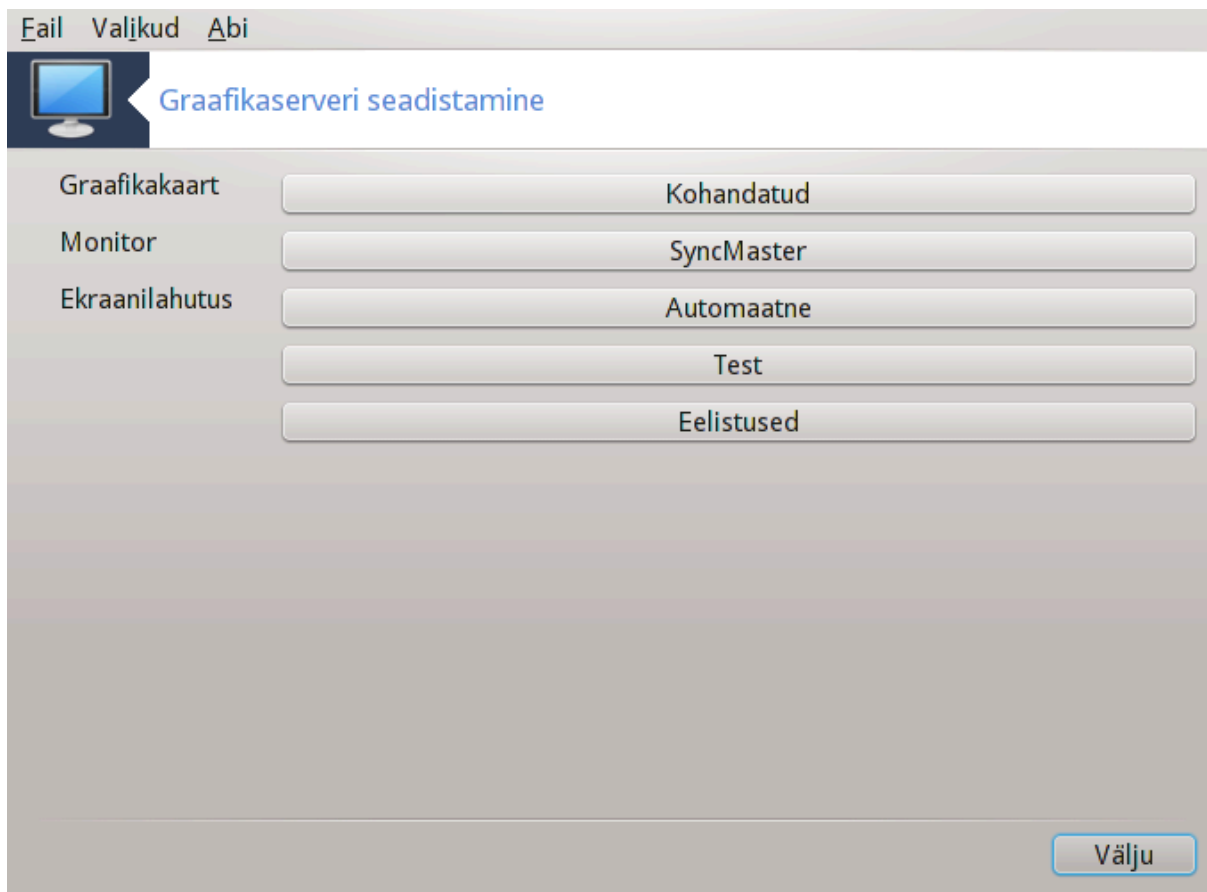 Fail Valikud Abi
Graafikaserveri seadistamine
Graafikakaart Kohandatud
Monitor SyncMaster
Ekraanilahutus Automaatne
Test
Eelistused
Välju